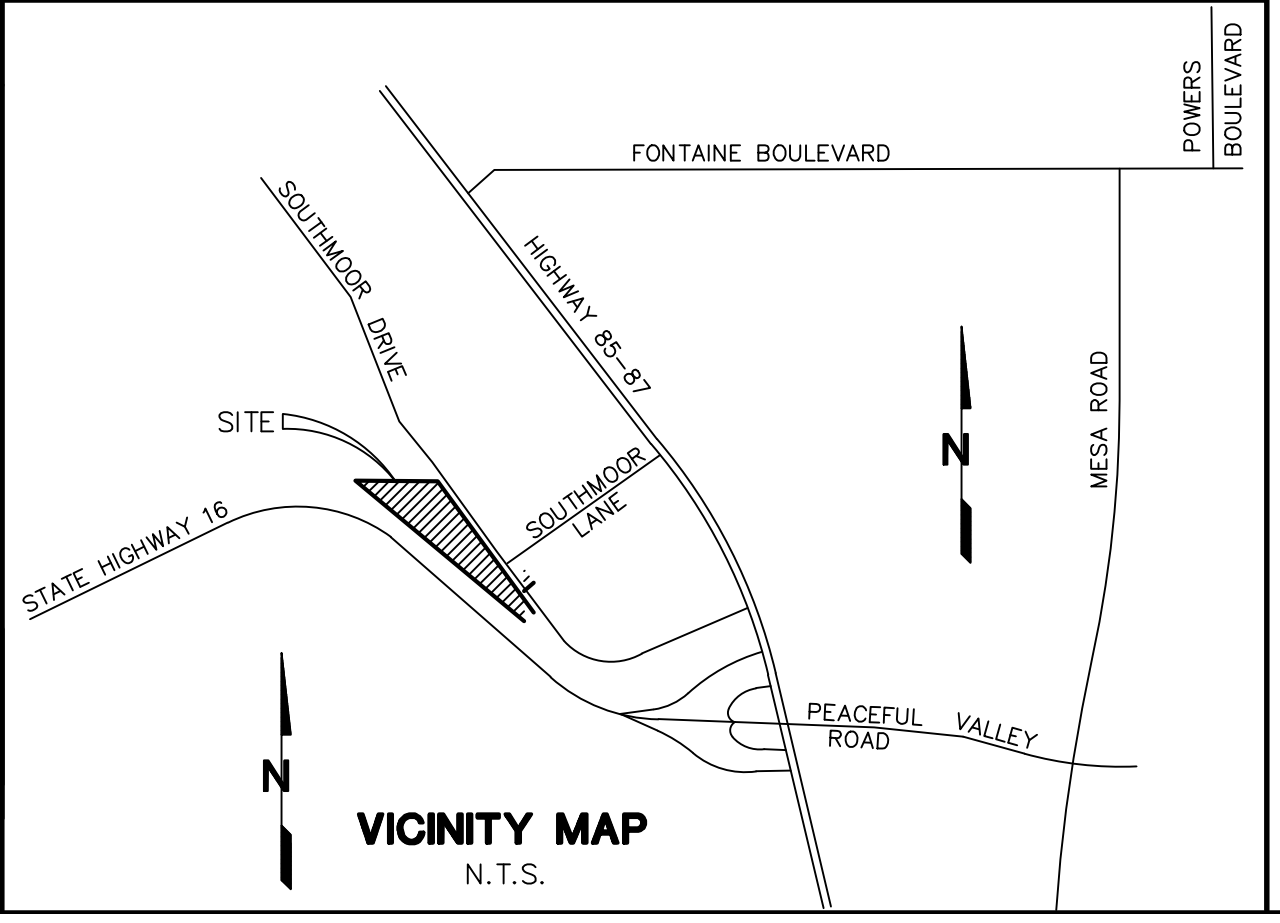 POWERS
BOULEVARD
FONTAINE BOULEVARD
SOUTHMOOR DRIVE
HIGHWAY 85-87
MESA ROAD
SITE
N
SOUTHMOOR
LANE
STATE HIGHWAY 16
PEACEFUL VALLEY
ROAD
N
VICINITY MAP
N.T.S.